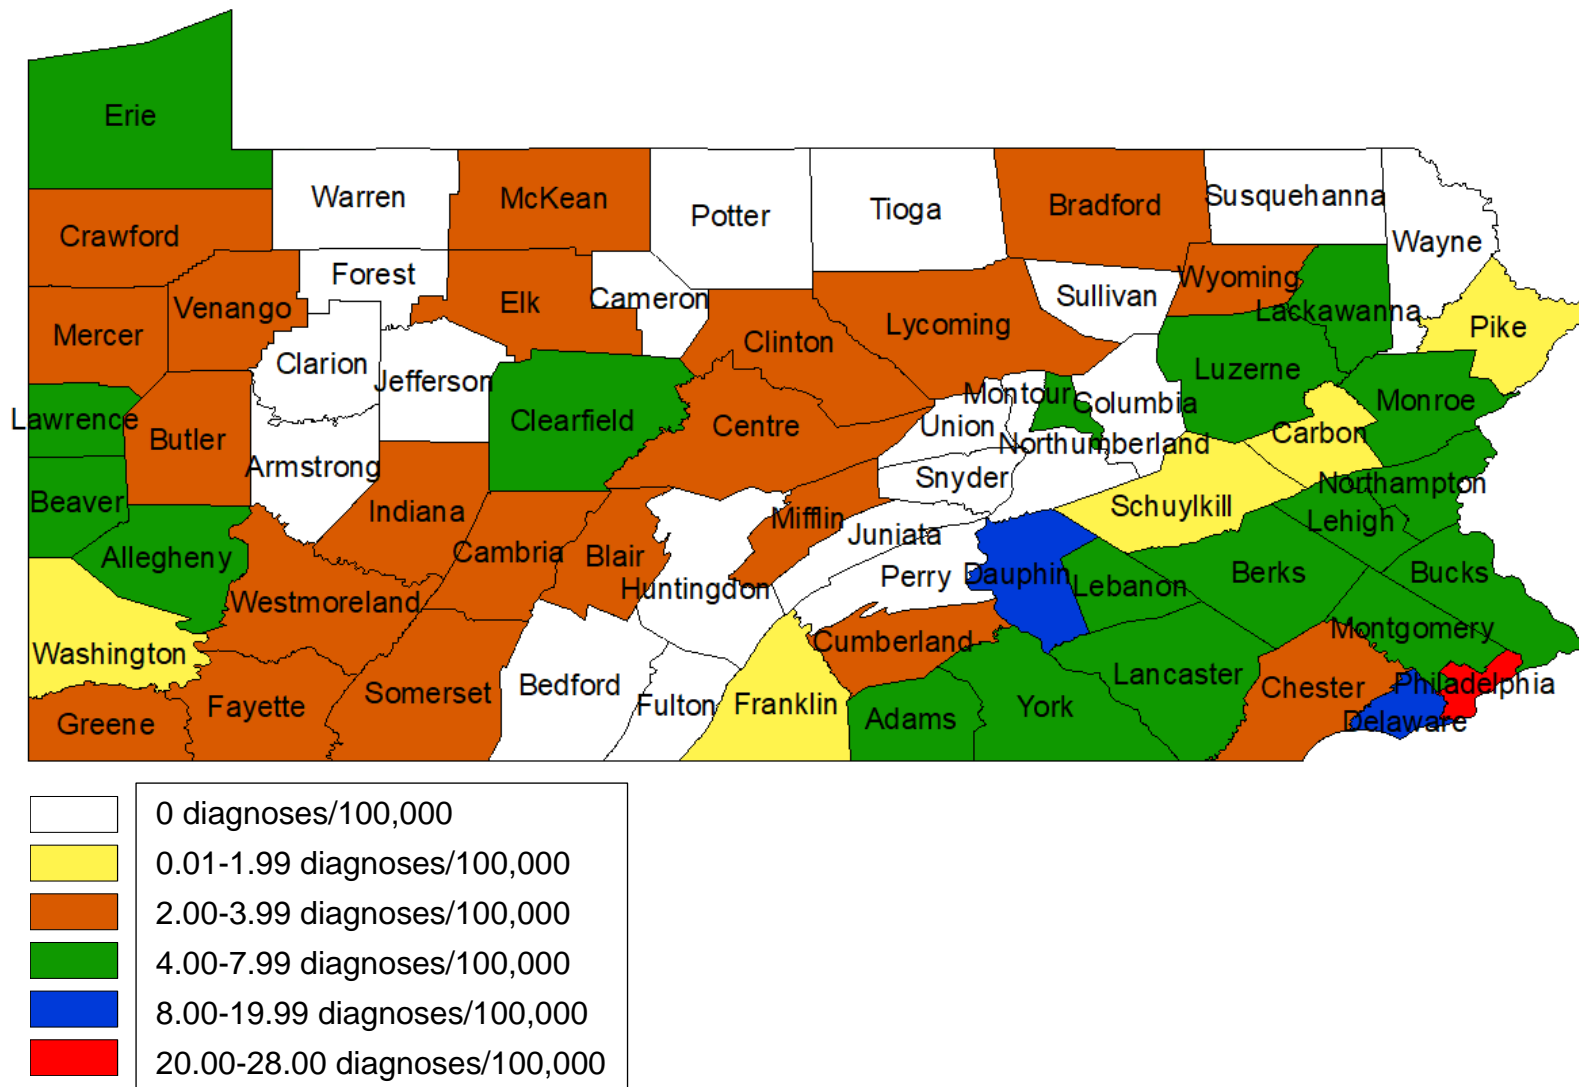 Erie
Warren
McKean
Potter
Tioga
Bradford
Susquehanna
Wayne
Crawford
Forest
Cameron
Sullivan
Wyoming
Lackawanna
Pike
Mercer
Venango
Elk
Clinton
Lycoming
Clarion
Jefferson
Luzerne
Monroe
Lawrence
Butler
Clearfield
Centre
Montour
Columbia
Union
Carbon
Armstrong
Northumberland
Snyder
Northampton
Beaver
Indiana
Mifflin
Schuylkill
Lehigh
Allegheny
Cambria
Blair
Juniata
Huntingdon
Perry
Dauphin
Lebanon
Berks
Bucks
Westmoreland
Washington
Cumberland
Montgomery
Greene
Fayette
Somerset
Bedford
Fulton
Franklin
Adams
York
Lancaster
Chester
Philadelphia
Delaware
0 diagnoses/100,000
0.01-1.99 diagnoses/100,000
2.00-3.99 diagnoses/100,000
4.00-7.99 diagnoses/100,000
8.00-19.99 diagnoses/100,000
20.00-28.00 diagnoses/100,000